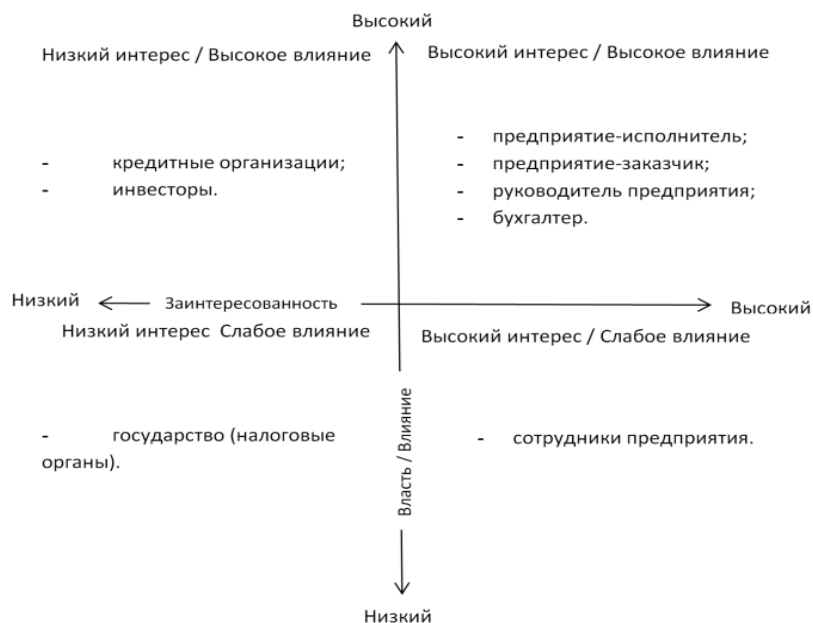 Высокий
Низкий интерес / Высокое влияние
Высокий интерес / Высокое влияние
- кредитные организации;
- инвесторы.
- предприятие-исполнитель;
- предприятие-заказчик;
- руководитель предприятия;
- бухгалтер.
Низкий
Заинтересованность
Высокий
Низкий интерес Слабое влияние
Высокий интерес / Слабое влияние
- государство (налоговые
органы).
- сотрудники предприятия.
Власть / Влияние
Низкий